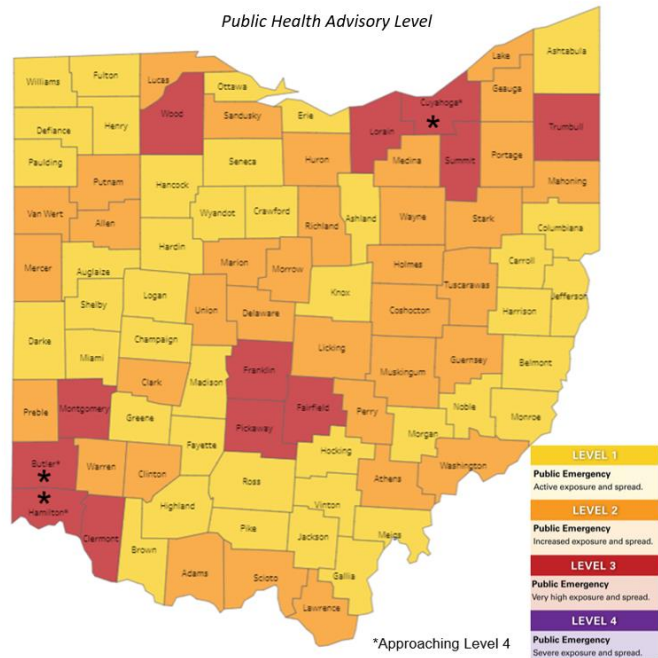 Public Health Advisory Level
Williams
Fulton
Lucas
Ottawa
Lake
Ashtabula
Geauga
Cuyahoga*
*
Defiance
Henry
Wood
Sandusky
Erie
Lorain
Trumbull
Paulding
Seneca
Huron
Medina
Summit
Portage
Putnam
Hancock
Mahoning
Van Wert
Allen
Wyandot
Crawford
Richland
Ashland
Wayne
Stark
Columbiana
Hardin
Mercer
Auglaize
Marion
Morrow
Holmes
Carroll
Tuscarawas
Jefferson
Logan
Shelby
Union
Knox
Coshocton
Harrison
Delaware
Darke
Champaign
Miami
Licking
Guernsey
Belmont
Franklin
Muskingum
Clark
Madison
Preble
Montgomery
Greene
Fairfield
Perry
Noble
Monroe
Pickaway
Morgan
Fayette
Hocking
Butler*
*
Warren
Clinton
Athens
Washington
Ross
*
Hamilton*
Highland
Vinton
Clermont
Pike
Jackson
Meigs
Brown
Adams
Scioto
Gallia
Lawrence
*Approaching Level 4
LEVEL 1
Public Emergency
Active exposure and spread.
LEVEL 2
Public Emergency
Increased exposure and spread.
LEVEL 3
Public Emergency
Very high exposure and spread.
LEVEL 4
Public Emergency
Severe exposure and spread.